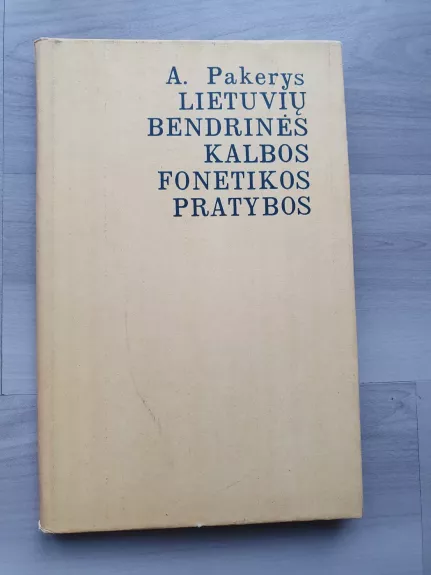 A. Pakerys
LIETUVIŲ
BENDRINĖS
KALBOS
FONETIKOS
PRATYBOS